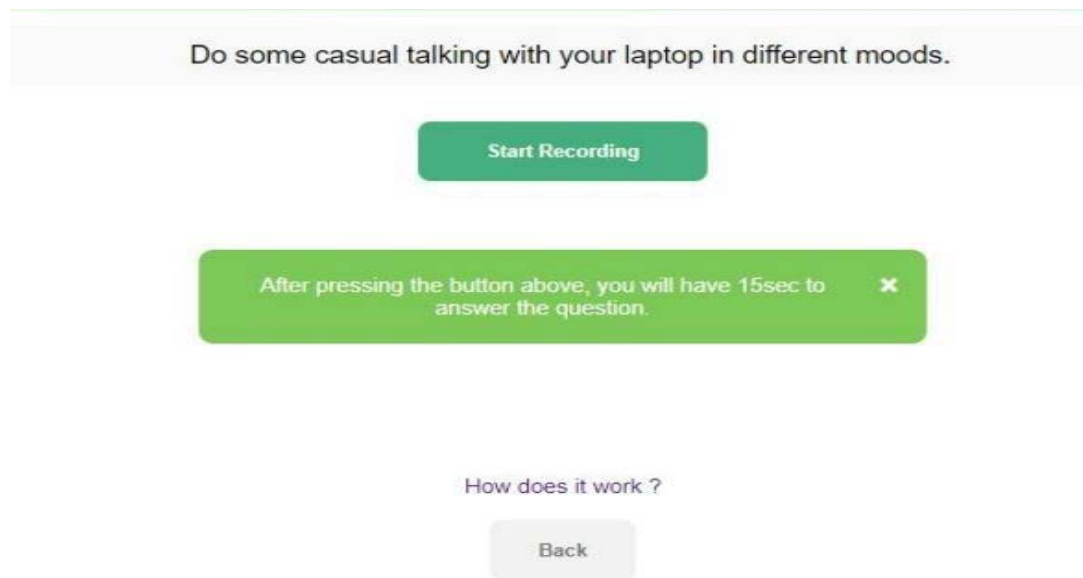 Do some casual talking with your laptop in different moods.
Start Recording
After pressing the button above, you will have 15sec to
answer the question.
How does it work ?
Back